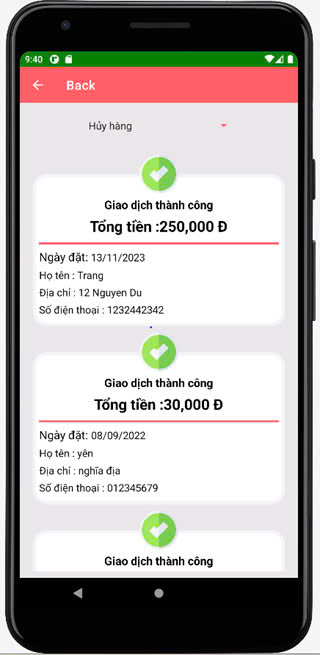 9:40
Back
Hủy hàng
Giao dịch thành công
Tổng tiền :250,000 Đ
Ngày đặt: 13/11/2023
Họ tên : Trang
Địa chỉ : 12 Nguyen Du
Số điện thoại : 1232442342
Giao dịch thành công
Tổng tiền :30,000 Đ
Ngày đặt: 08/09/2022
Họ tên : yên
Địa chỉ : nghĩa địa
Số điện thoại : 012345679
Giao dịch thành công